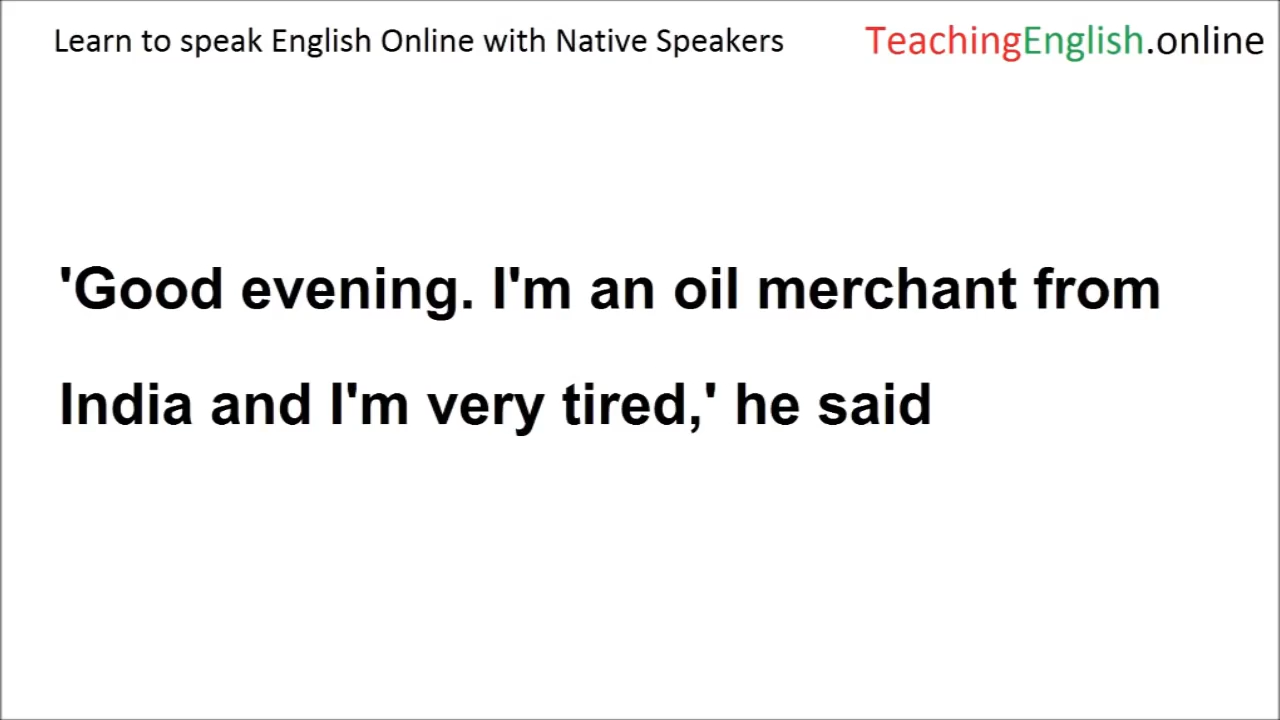 Learn to speak English Online with Native Speakers
TeachingEnglish.online
'Good evening. I'm an oil merchant from
India and I'm very tired,' he said